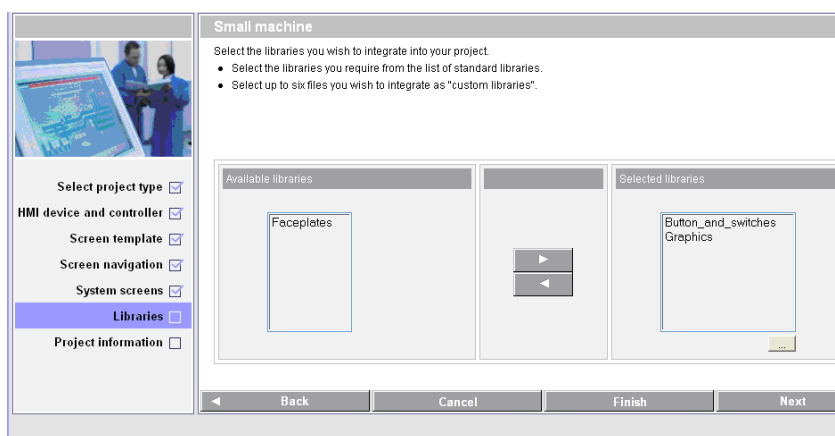 Small machine
Select the libraries you wish to integrate into your project.
● Select the libraries you require from the list of standard libraries.
● Select up to six files you wish to integrate as "custom libraries".
Select project type
HMI device and controller
Screen template
Screen navigation
System screens
Libraries
Project information
Available libraries
Faceplates
Selected libraries
Button_and_switches
Graphics
...
Back
Cancel
Finish
Next